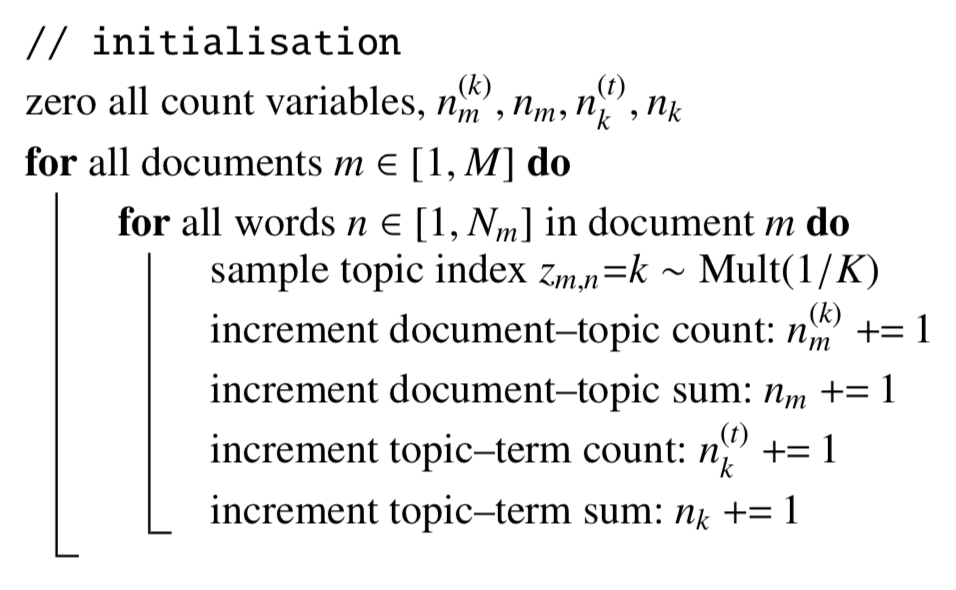 // initialisation
zero all count variables, $n_m^{(k)}, n_m, n_k^{(t)}, n_k$
for all documents $m \in [1, M]$ do
for all words $n \in [1, N_m]$ in document $m$ do
sample topic index $z_{m,n}=k \sim \mathrm{Mult}(1/K)$
increment document–topic count: $n_m^{(k)}$ += 1
increment document–topic sum: $n_m$ += 1
increment topic–term count: $n_k^{(t)}$ += 1
increment topic–term sum: $n_k$ += 1